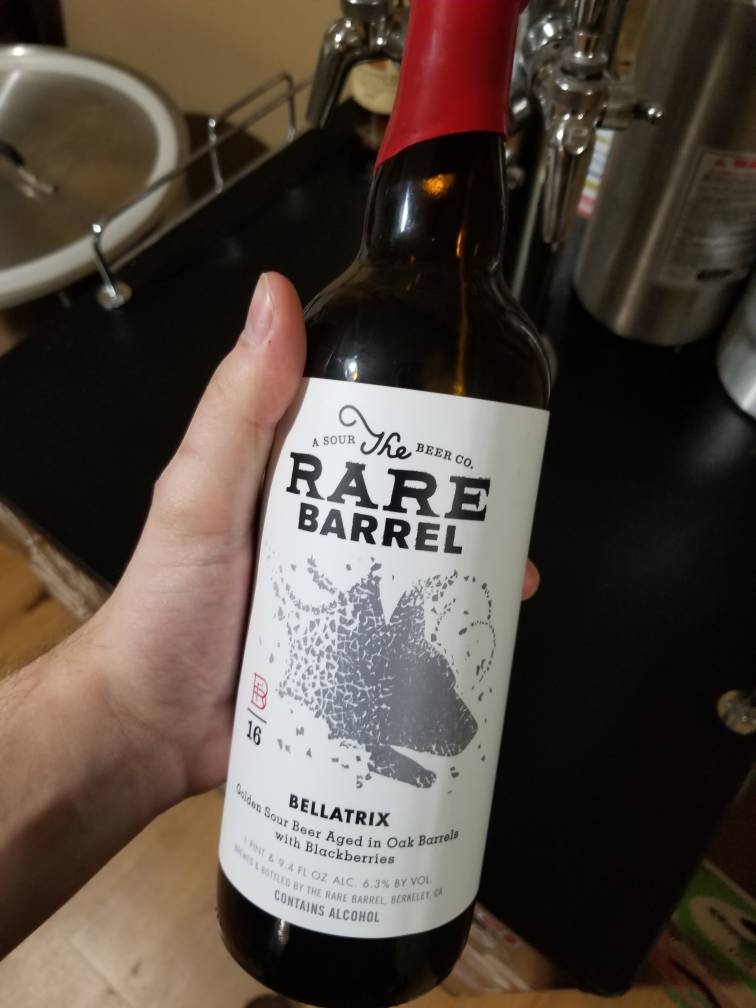 A SOUR The BEER CO.
RARE
BARREL
B
16
BELLATRIX
Golden Sour Beer Aged in Oak Barrels
with Blackberries
1 PINT & 9.4 FL OZ ALC. 6.3% BY VOL.
BREWED & BOTTLED BY THE RARE BARREL, BERKELEY, CA
CONTAINS ALCOHOL